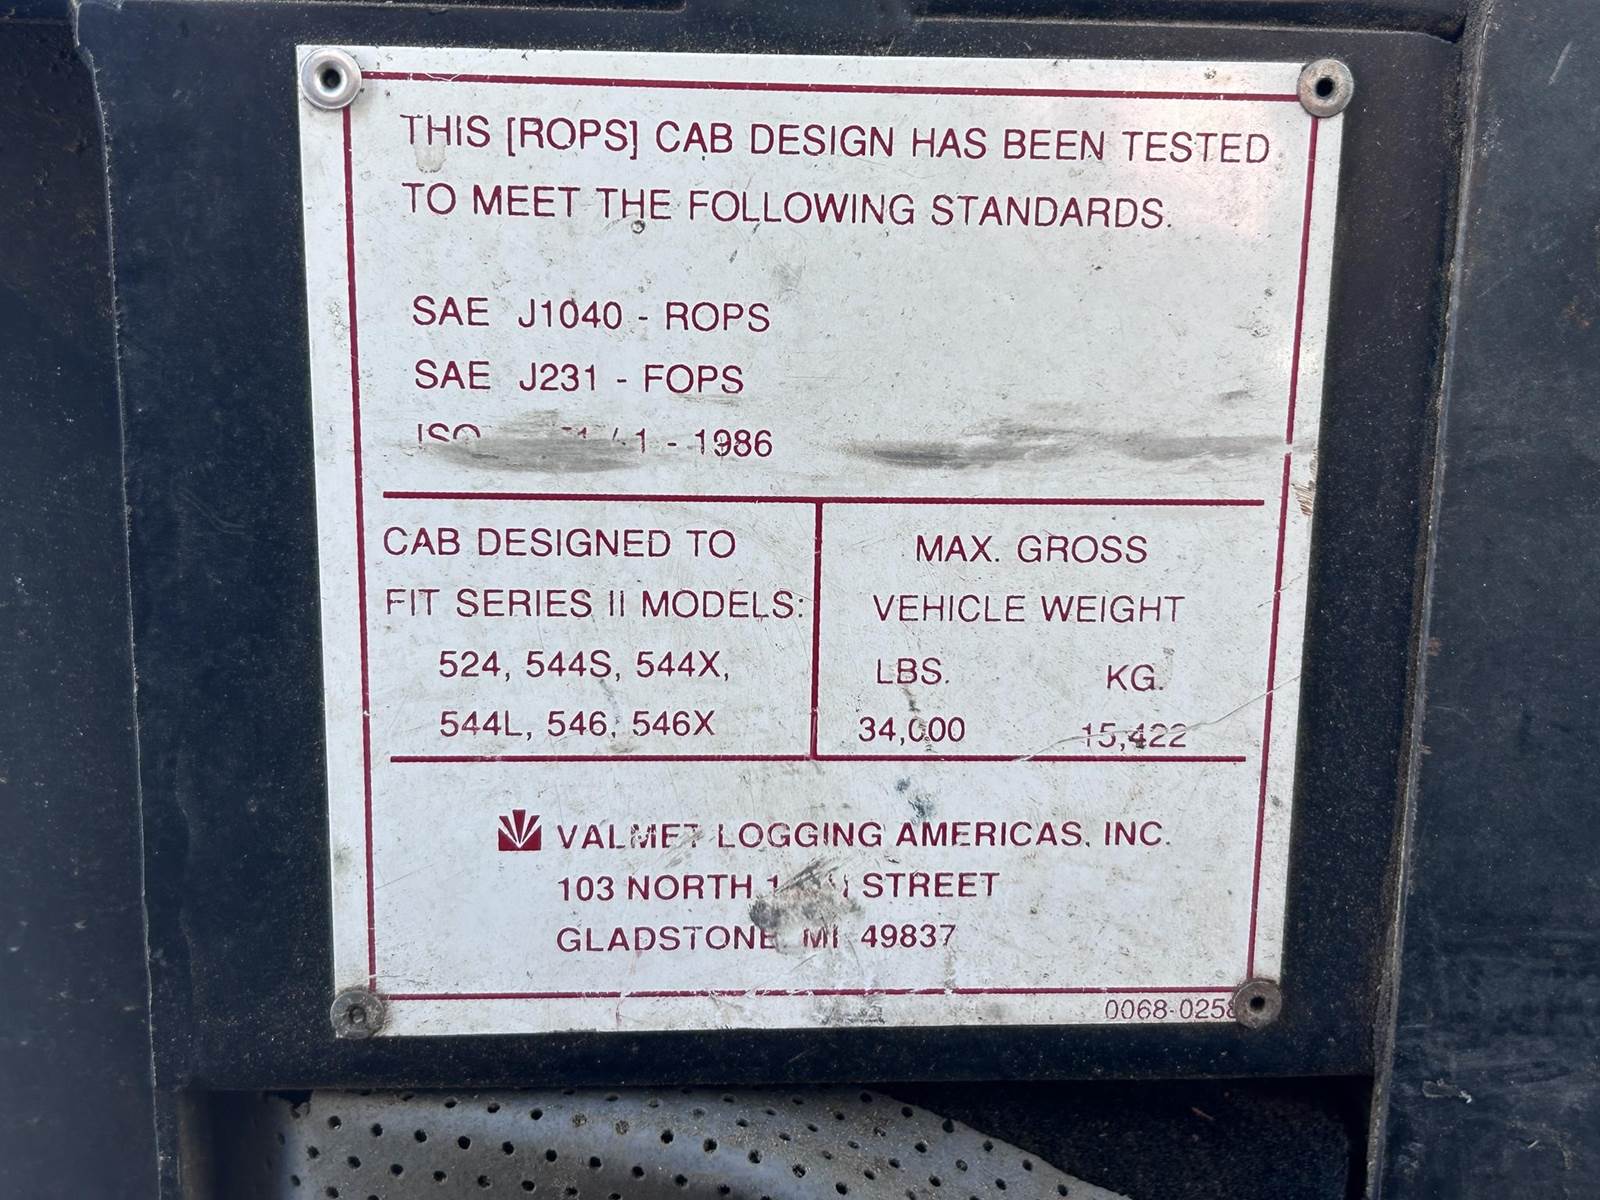 THIS [ROPS] CAB DESIGN HAS BEEN TESTED
TO MEET THE FOLLOWING STANDARDS.
SAE J1040 - ROPS
SAE J231 - FOPS
ISO - 1986
CAB DESIGNED TO
FIT SERIES II MODELS:
524, 544S, 544X,
544L, 546, 546X
MAX. GROSS
VEHICLE WEIGHT
LBS. KG.
34,000 15,422
VALMET LOGGING AMERICAS, INC.
103 NORTH STREET
GLADSTONE MI 49837